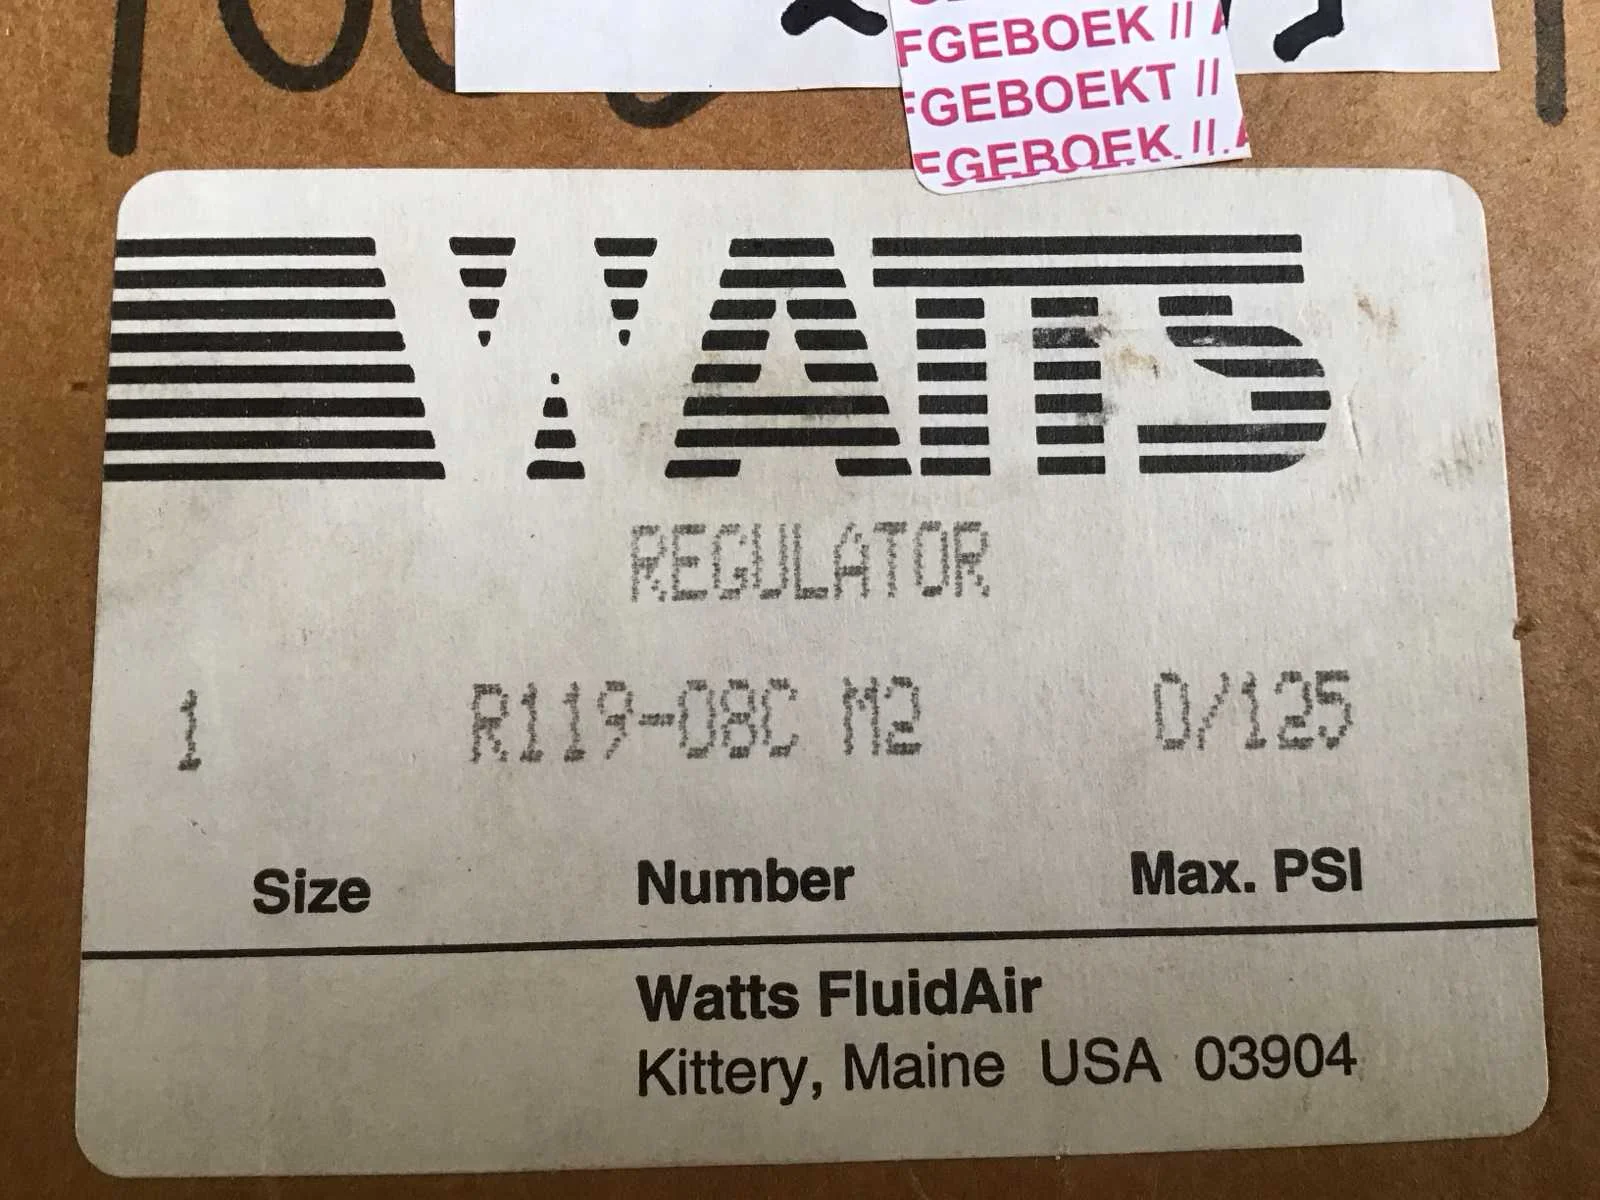 FGEBOEK // A
FGEBOEKT //
FGEBOEK //. A
WATTS
REGULATOR
1 R119-08C M2 0/125
Size Number Max. PSI
Watts FluidAir
Kittery, Maine USA 03904